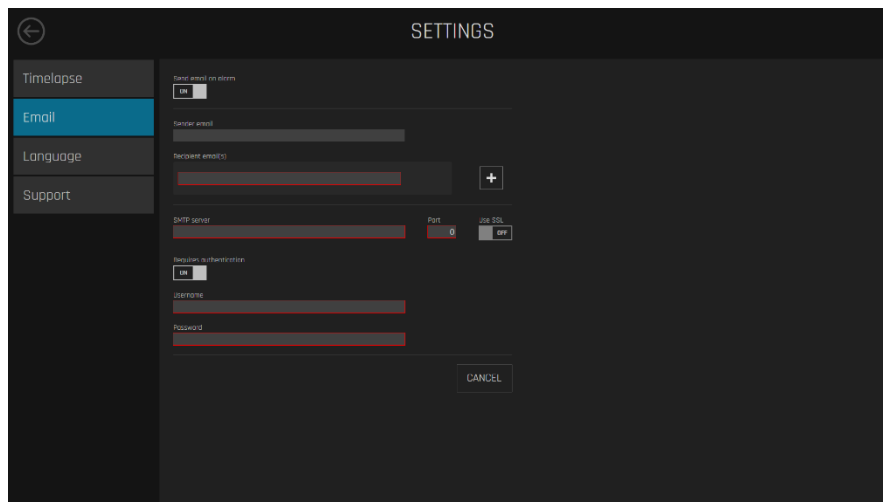 SETTINGS
Timelapse
Email
Language
Support
Send email on alarm
ON
Sender email
Recipient email(s)
+
SMTP server
Port
Use SSL
0
OFF
Requires authentication
ON
Username
Password
CANCEL